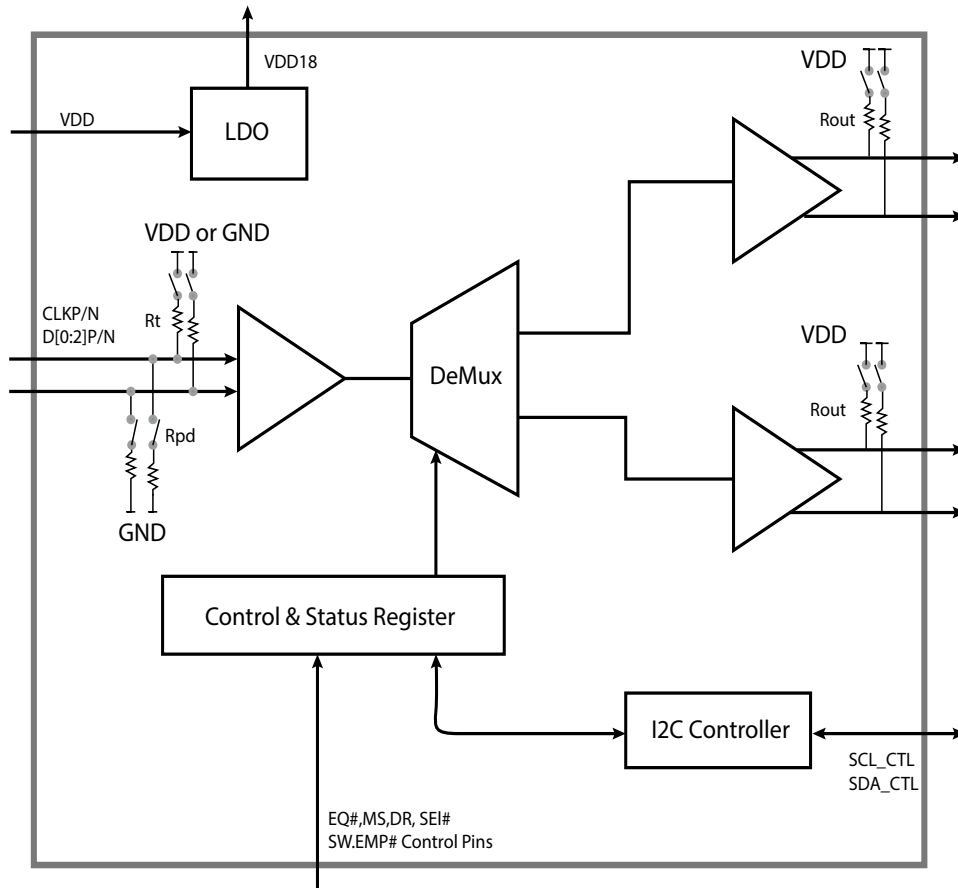 VDD18
VDD
LDO
VDD
Rout
VDD or GND
CLKP/N
D[0:2]P/N
Rt
DeMux
Rpd
GND
VDD
Rout
Control & Status Register
I2C Controller
SCL_CTL
SDA_CTL
EQ#,MS,DR, SEl#
SW.EMP# Control Pins